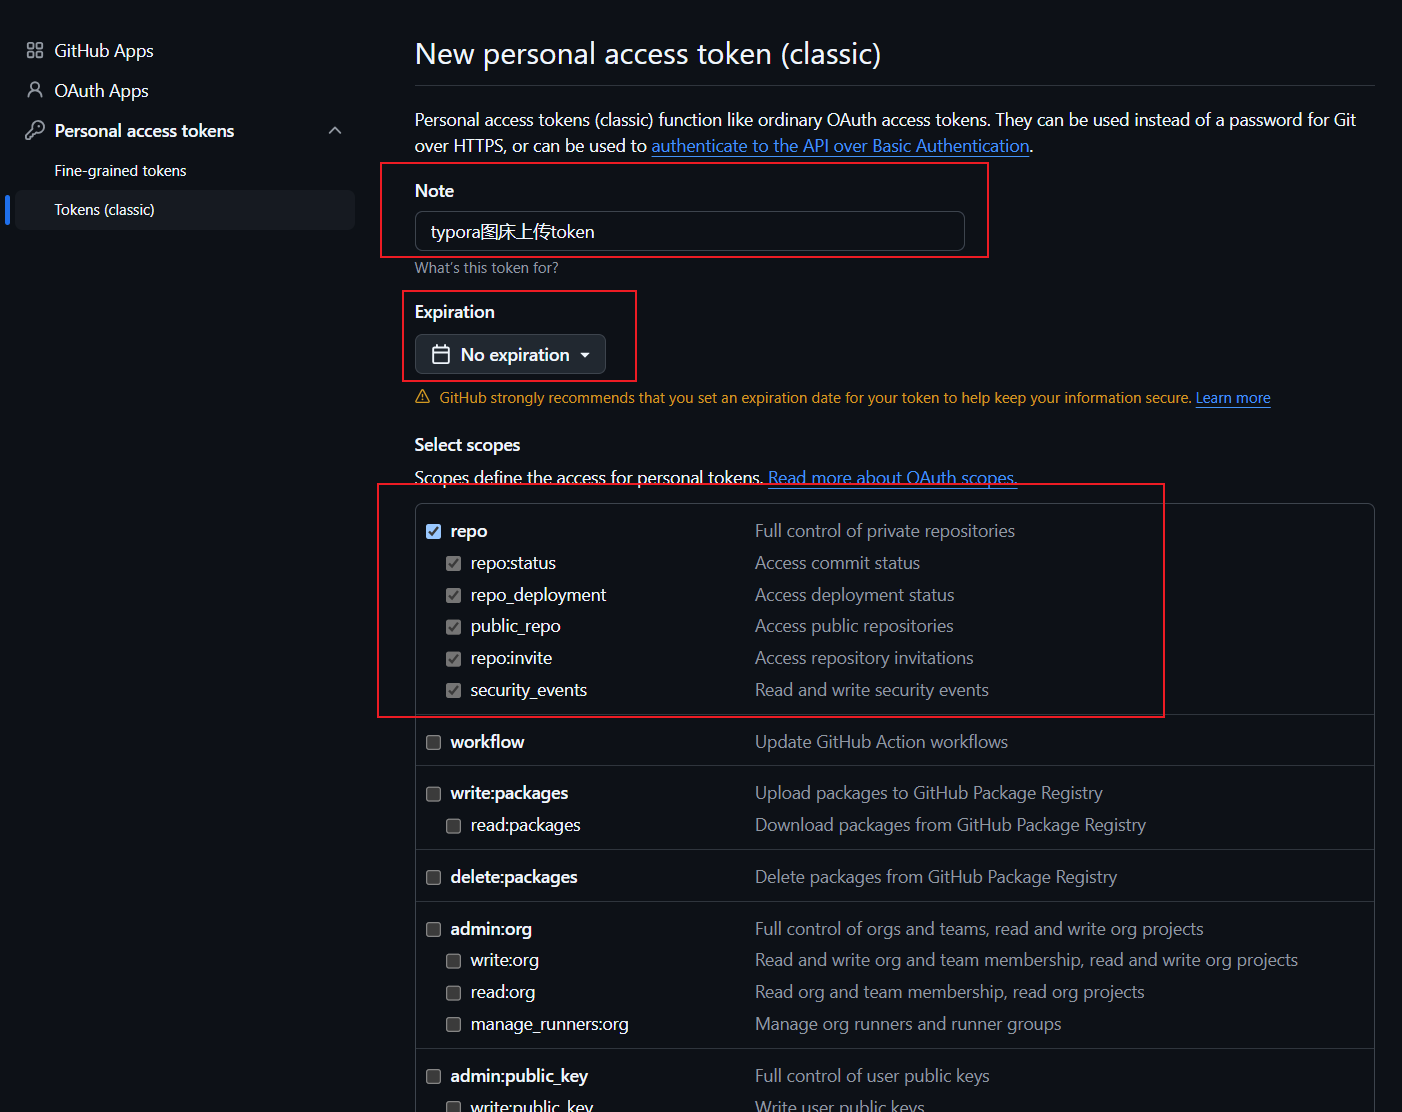 GitHub Apps
OAuth Apps
Personal access tokens
Fine-grained tokens
Tokens (classic)
New personal access token (classic)
Personal access tokens (classic) function like ordinary OAuth access tokens. They can be used instead of a password for Git
over HTTPS, or can be used to authenticate to the API over Basic Authentication.
Note
typora图床上传token
What's this token for?
Expiration
No expiration
GitHub strongly recommends that you set an expiration date for your token to help keep your information secure. Learn more
Select scopes
Scopes define the access for personal tokens. Read more about OAuth scopes.
repo Full control of private repositories
repo:status Access commit status
repo_deployment Access deployment status
public_repo Access public repositories
repo:invite Access repository invitations
security_events Read and write security events
workflow Update GitHub Action workflows
write:packages Upload packages to GitHub Package Registry
read:packages Download packages from GitHub Package Registry
delete:packages Delete packages from GitHub Package Registry
admin:org Full control of orgs and teams, read and write org projects
write:org Read and write org and team membership, read and write org projects
read:org Read org and team membership, read org projects
manage_runners:org Manage org runners and runner groups
admin:public_key Full control of user public keys
write:public_key Write user public keys